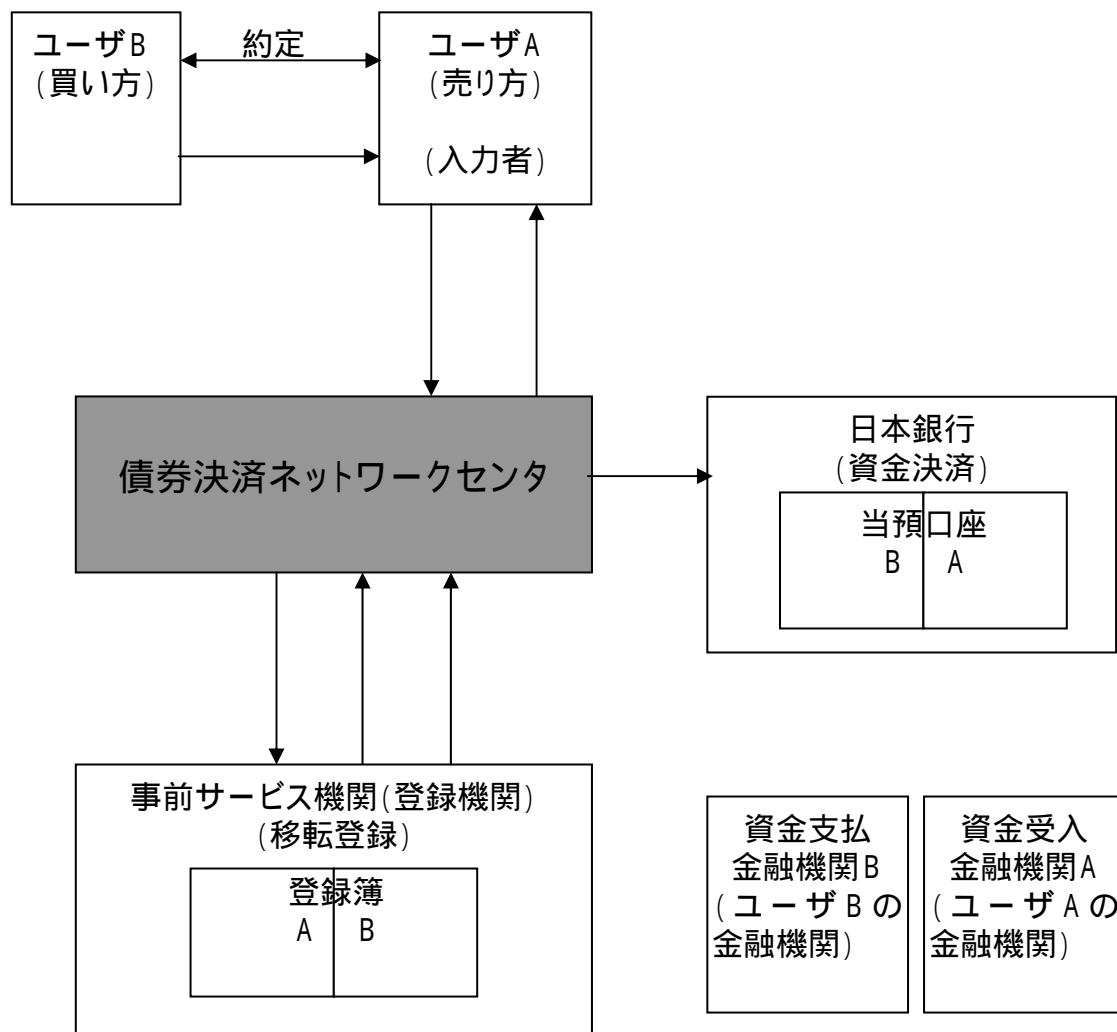 ユーザB
(買い方)
約定
ユーザA
(売り方)
(入力者)
債券決済ネットワークセンタ
日本銀行
(資金決済)
当預口座
B A
事前サービス機関(登録機関)
(移転登録)
登録簿
A B
資金支払
金融機関B
(ユーザBの
金融機関)
資金受入
金融機関A
(ユーザAの
金融機関)